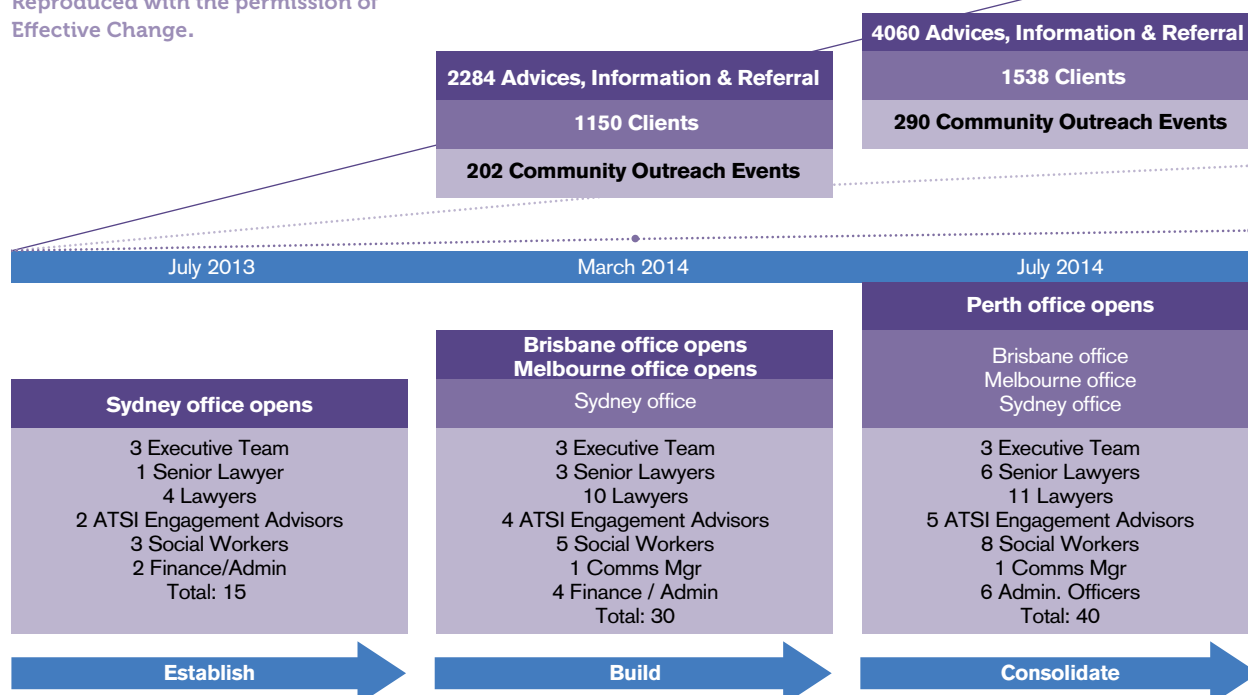 Reproduced with the permission of
Effective Change.
2284 Advices, Information & Referral
1150 Clients
202 Community Outreach Events
4060 Advices, Information & Referral
1538 Clients
290 Community Outreach Events
July 2013
March 2014
July 2014
Sydney office opens
3 Executive Team
1 Senior Lawyer
4 Lawyers
2 ATSI Engagement Advisors
3 Social Workers
2 Finance/Admin
Total: 15
Brisbane office opens
Melbourne office opens
Sydney office
3 Executive Team
3 Senior Lawyers
10 Lawyers
4 ATSI Engagement Advisors
5 Social Workers
1 Comms Mgr
4 Finance / Admin
Total: 30
Perth office opens
Brisbane office
Melbourne office
Sydney office
3 Executive Team
6 Senior Lawyers
11 Lawyers
5 ATSI Engagement Advisors
8 Social Workers
1 Comms Mgr
6 Admin. Officers
Total: 40
Establish
Build
Consolidate